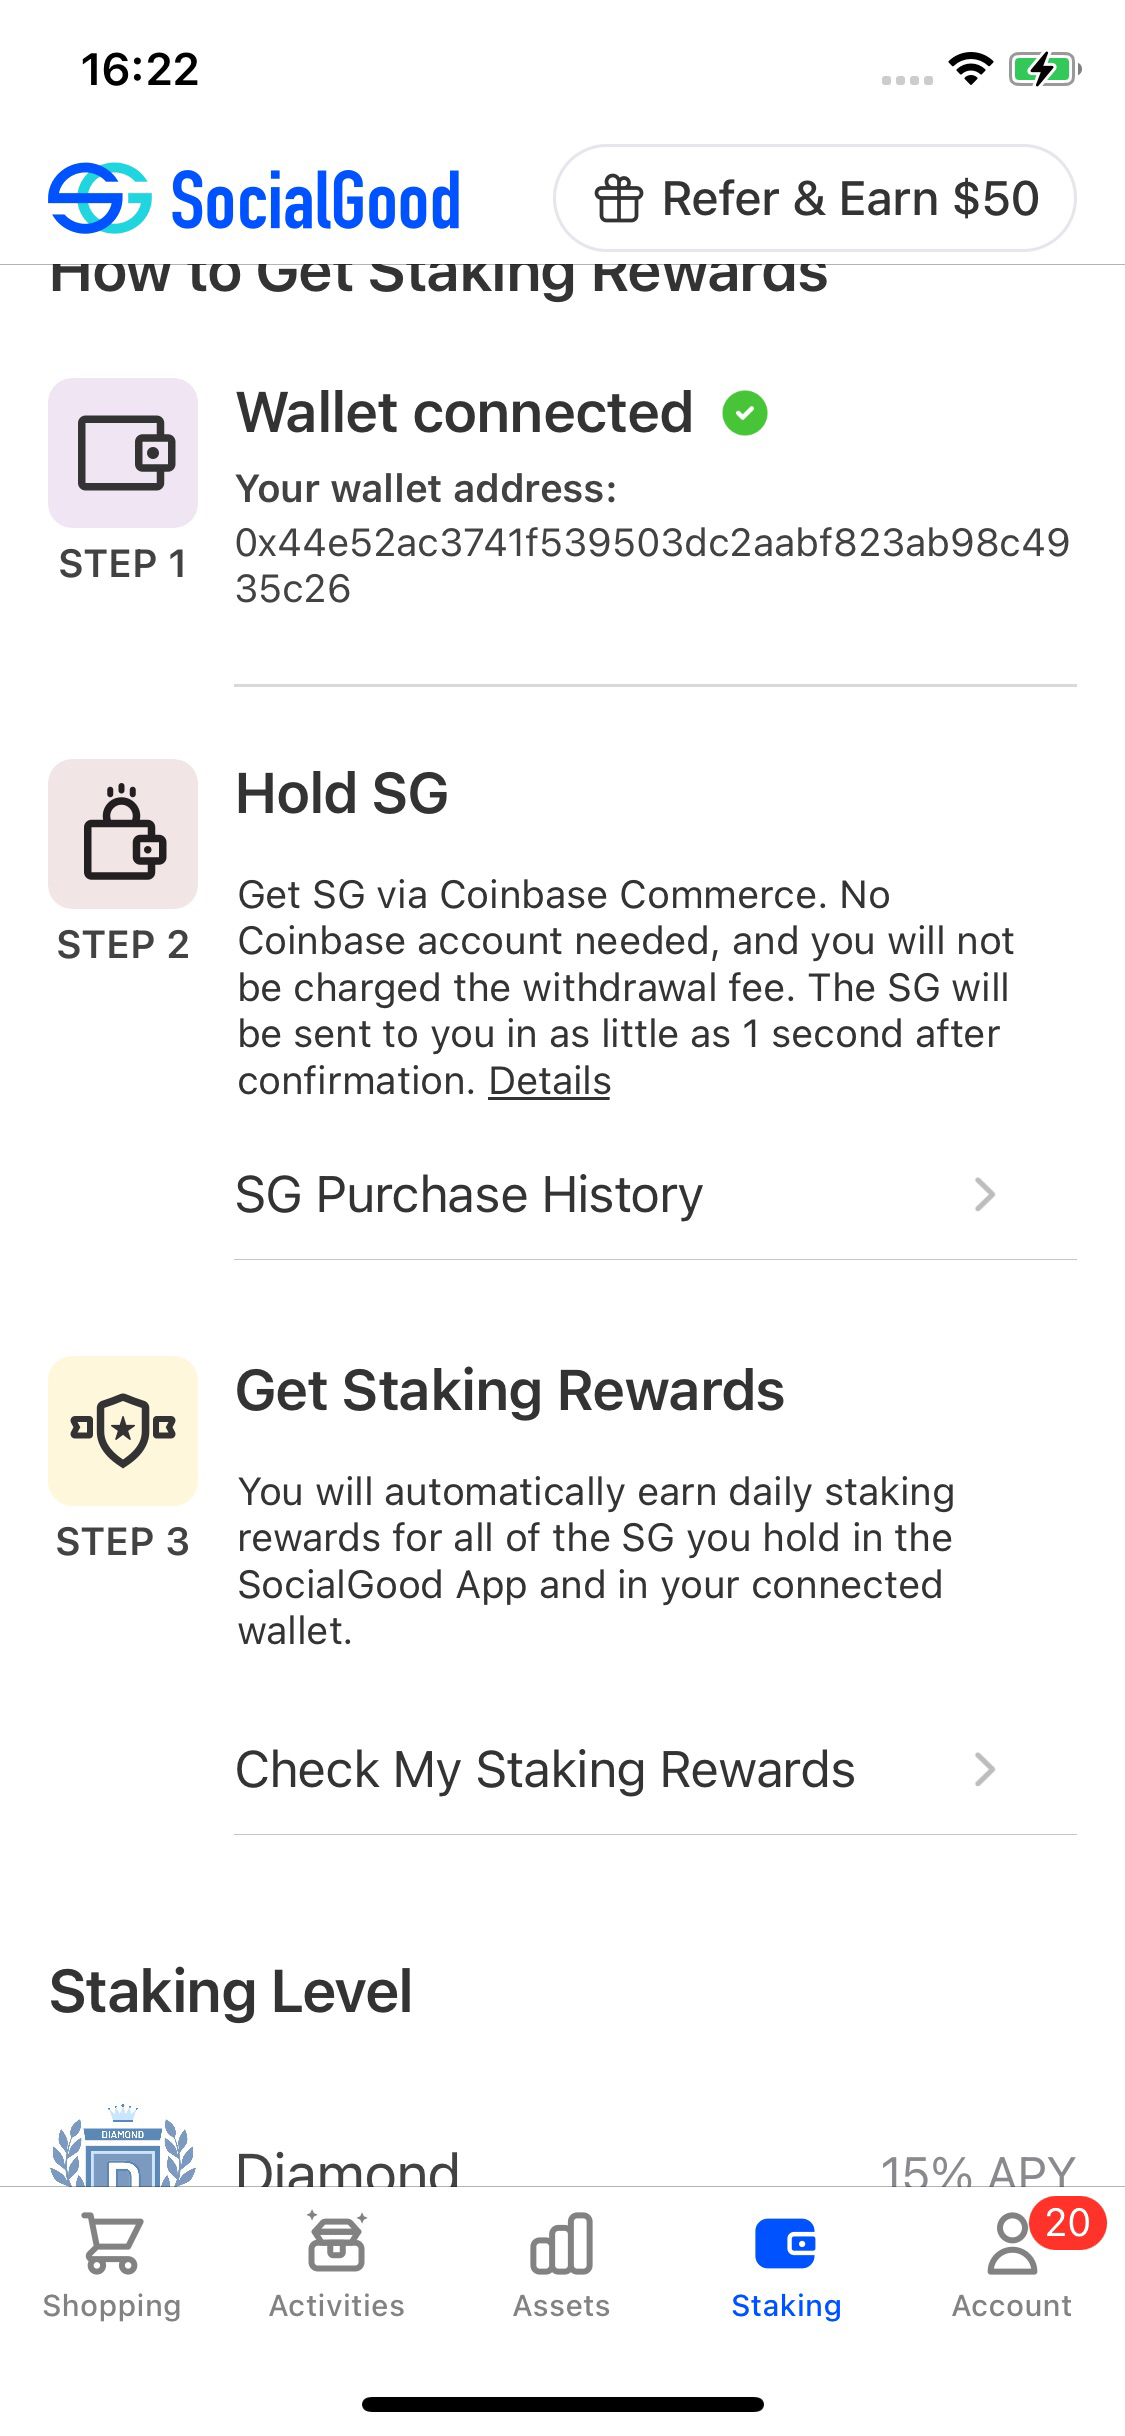 16:22
SocialGood
Refer & Earn $50
How to Get Staking Rewards
Wallet connected
Your wallet address:
0x44e52ac3741f539503dc2aabf823ab98c49
35c26
STEP 1
Hold SG
STEP 2
Get SG via Coinbase Commerce. No
Coinbase account needed, and you will not
be charged the withdrawal fee. The SG will
be sent to you in as little as 1 second after
confirmation. Details
SG Purchase History
Get Staking Rewards
STEP 3
You will automatically earn daily staking
rewards for all of the SG you hold in the
SocialGood App and in your connected
wallet.
Check My Staking Rewards
Staking Level
DIAMOND
D
Diamond
15% APY
20
Shopping
Activities
Assets
Staking
Account